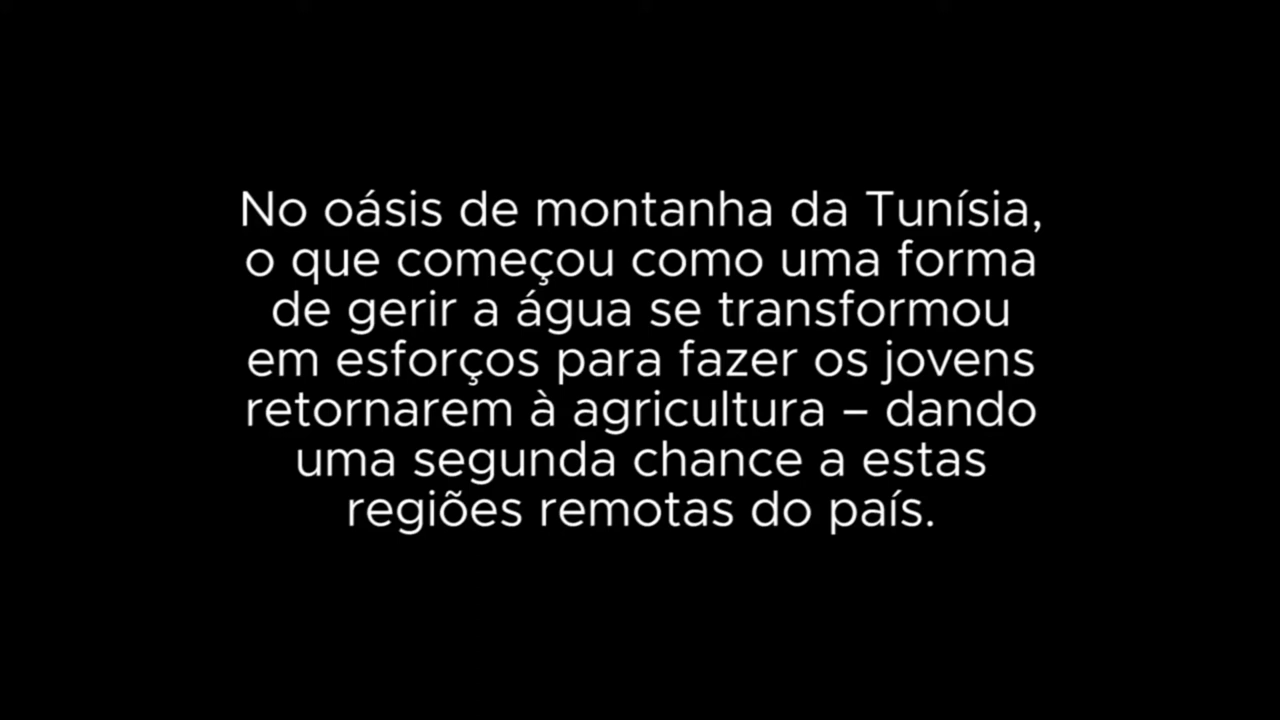 No oásis de montanha da Tunísia,
o que começou como uma forma
de gerir a água se transformou
em esforços para fazer os jovens
retornarem à agricultura – dando
uma segunda chance a estas
regiões remotas do país.